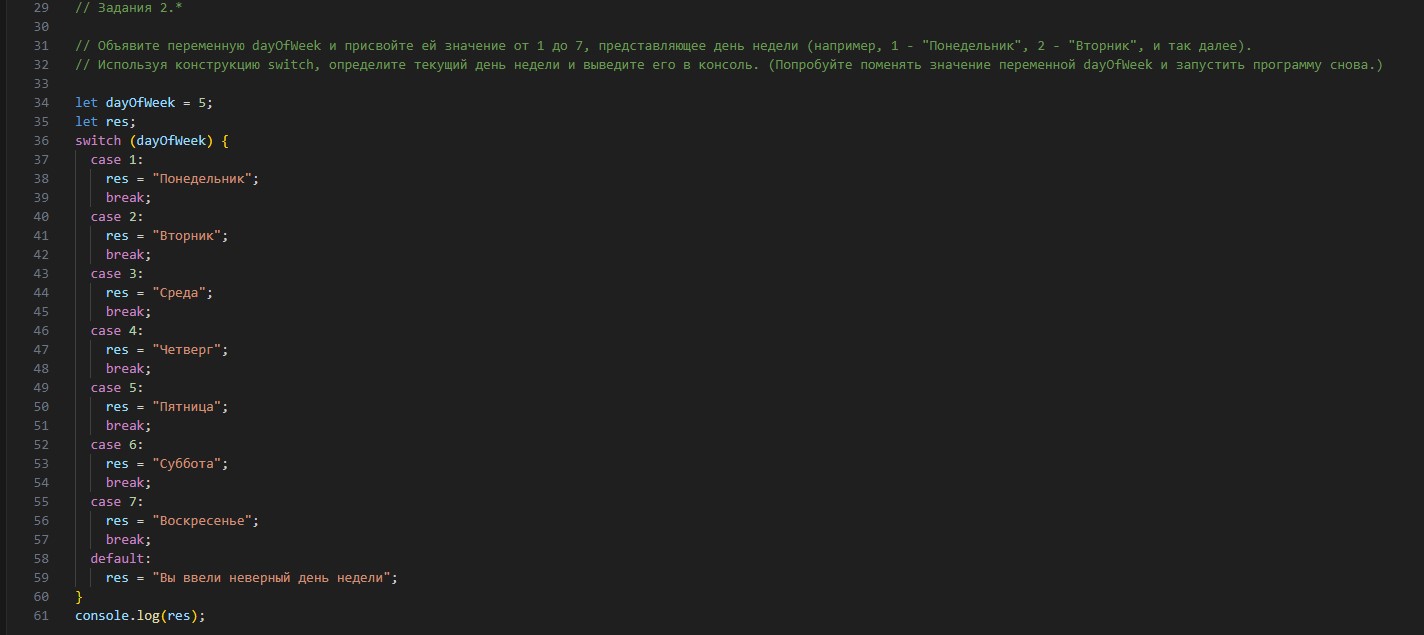 29 // Задания 2.*
30
31 // Объявите переменную dayOfWeek и присвойте ей значение от 1 до 7, представляющее день недели (например, 1 - "Понедельник", 2 - "Вторник", и так далее).
32 // Используя конструкцию switch, определите текущий день недели и выведите его в консоль. (Попробуйте поменять значение переменной dayOfWeek и запустить программу снова.)
33
34 let dayOfWeek = 5;
35 let res;
36 switch (dayOfWeek) {
37   case 1:
38     res = "Понедельник";
39     break;
40   case 2:
41     res = "Вторник";
42     break;
43   case 3:
44     res = "Среда";
45     break;
46   case 4:
47     res = "Четверг";
48     break;
49   case 5:
50     res = "Пятница";
51     break;
52   case 6:
53     res = "Суббота";
54     break;
55   case 7:
56     res = "Воскресенье";
57     break;
58   default:
59     res = "Вы ввели неверный день недели";
60 }
61 console.log(res);